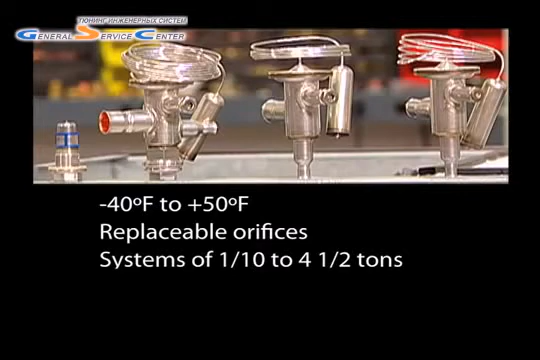 ТЮНИНГ ИНЖЕНЕРНЫХ СИСТЕМ
GENERAL SERVICE CENTER
-40ºF to +50ºF
Replaceable orifices
Systems of 1/10 to 4 1/2 tons